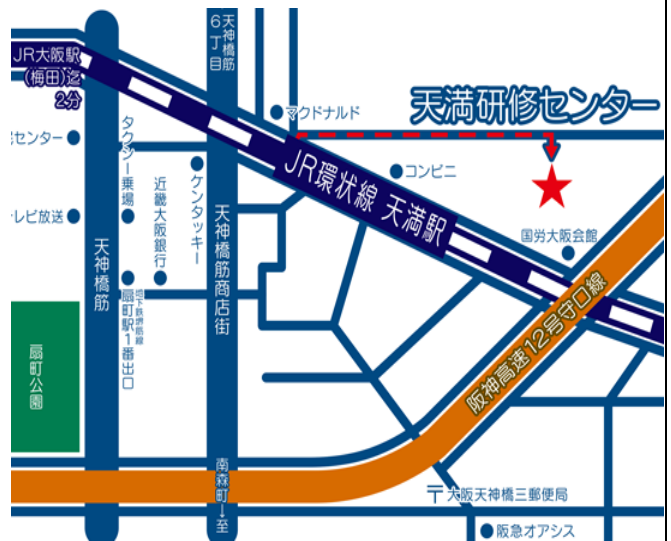 天神橋筋
6丁目
JR大阪駅
(梅田)迄
2分
マクドナルド
天満研修センター
センター
タクシー乗場
ケンタッキー
JR環状線 天満駅
コンビニ
近畿大阪銀行
レビ放送
天神橋筋
天神橋筋商店街
国労大阪会館
地下鉄堺筋線
扇町駅1番出口
阪神高速12号守口線
扇町公園
南森町→至
〒大阪天神橋三郵便局
阪急オアシス